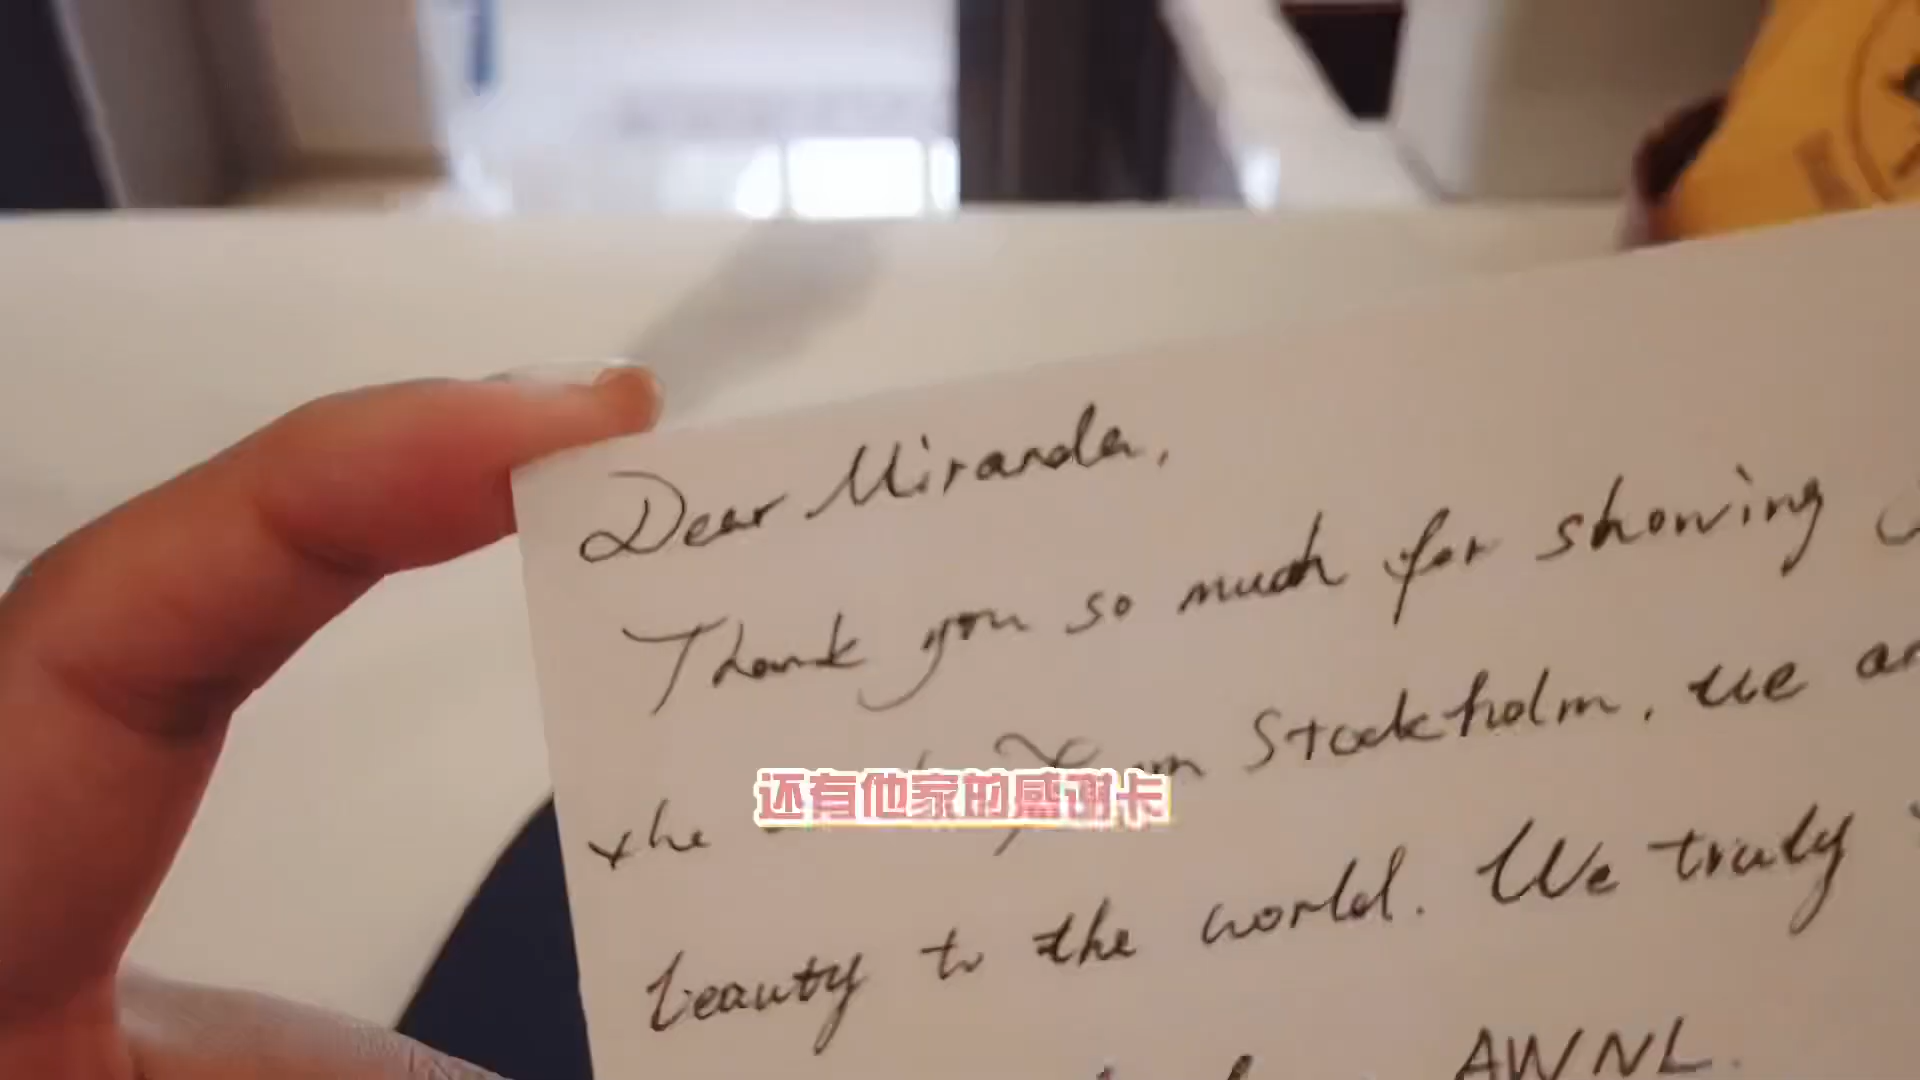 Dear Miranda,
Thank you so much for showing
the Stockholm. We
还有他家的感谢卡
beauty to the world. We truly
AWNL.